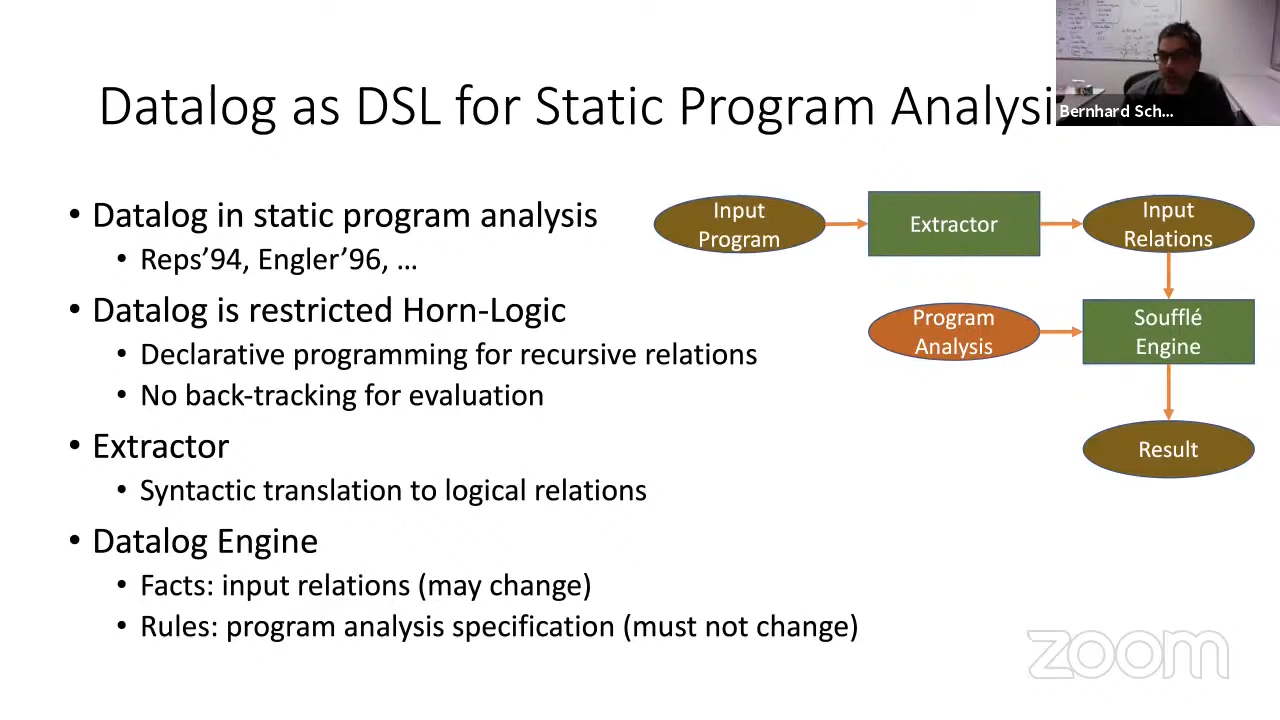 Datalog as DSL for Static Program Analysi
Bernhard Sch...
• Datalog in static program analysis
• Reps’94, Engler’96, …
• Datalog is restricted Horn-Logic
• Declarative programming for recursive relations
• No back-tracking for evaluation
• Extractor
• Syntactic translation to logical relations
• Datalog Engine
• Facts: input relations (may change)
• Rules: program analysis specification (must not change)
Input
Program
Extractor
Input
Relations
Program
Analysis
Soufflé
Engine
Result
zoom